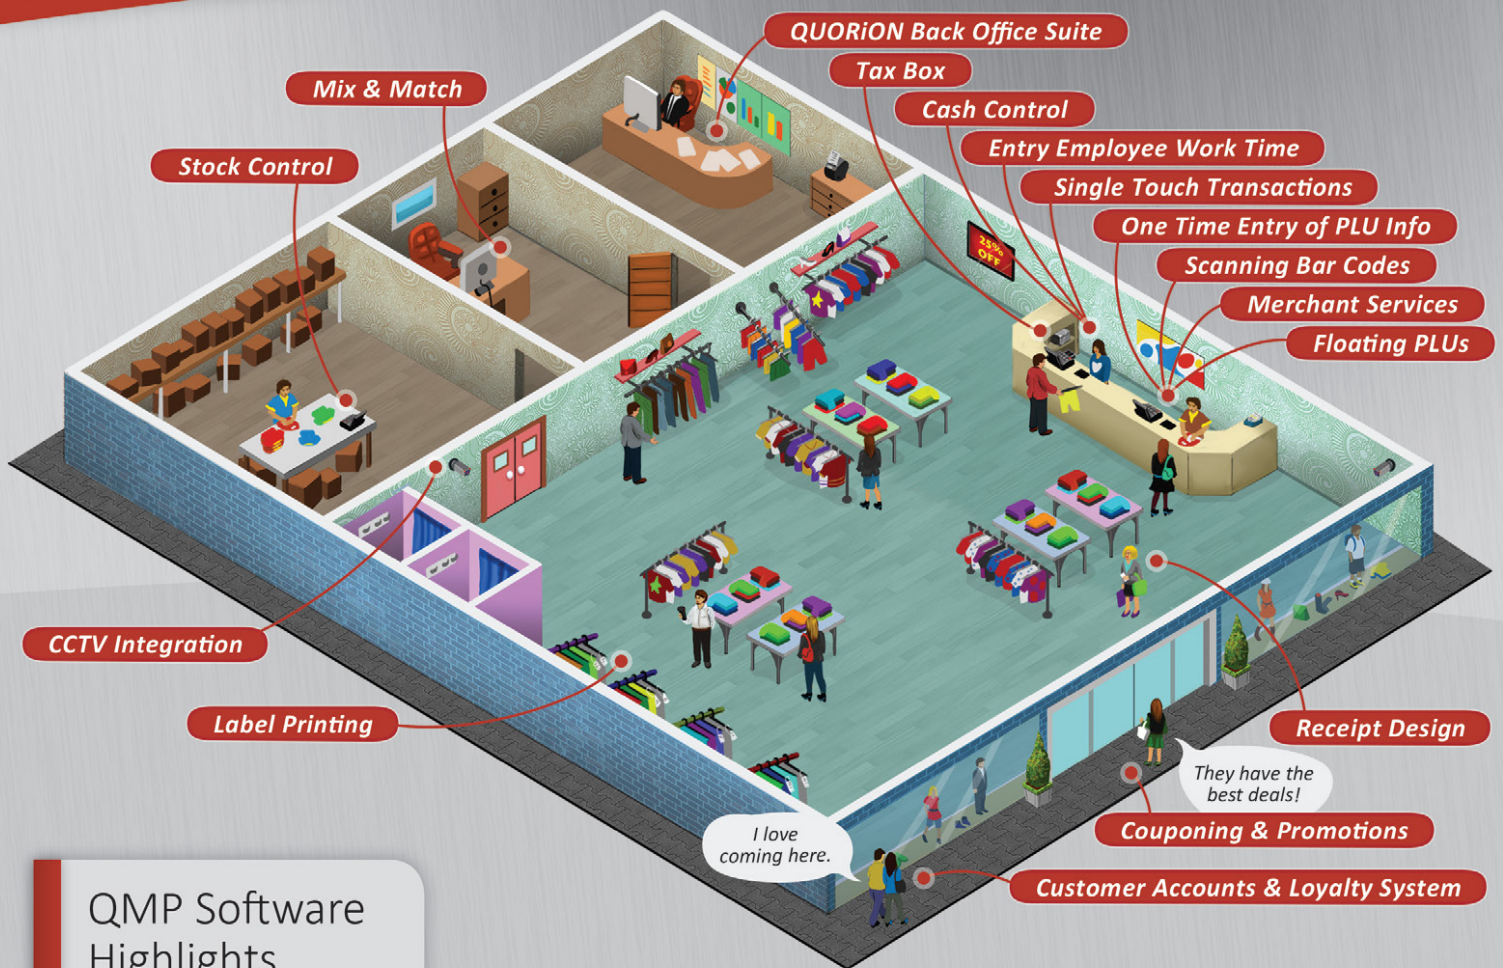 QUORiON Back Office Suite
Tax Box
Mix & Match
Cash Control
Entry Employee Work Time
Stock Control
Single Touch Transactions
One Time Entry of PLU Info
25%
OFF
Scanning Bar Codes
Merchant Services
Floating PLUs
CCTV Integration
Label Printing
Receipt Design
They have the
best deals!
Couponing & Promotions
I love
coming here.
Customer Accounts & Loyalty System
QMP Software
Highlights